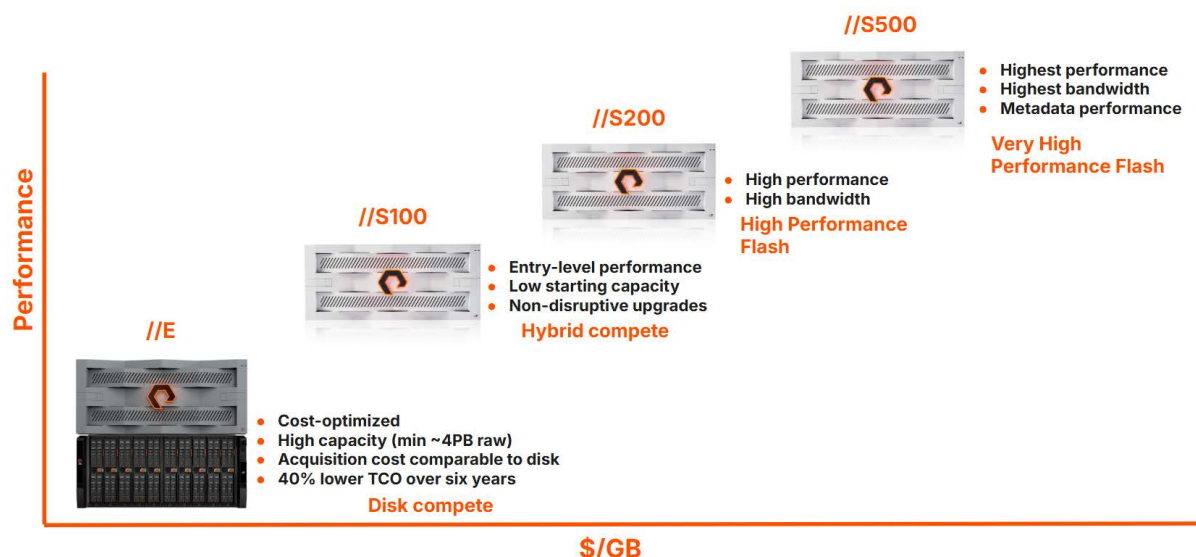 //S500
Highest performance
Highest bandwidth
Metadata performance
Very High
Performance Flash
//S200
High performance
High bandwidth
High Performance
Flash
//S100
Entry-level performance
Low starting capacity
Non-disruptive upgrades
Hybrid compete
//E
Cost-optimized
High capacity (min ~4PB raw)
Acquisition cost comparable to disk
40% lower TCO over six years
Disk compete
Performance
$/GB